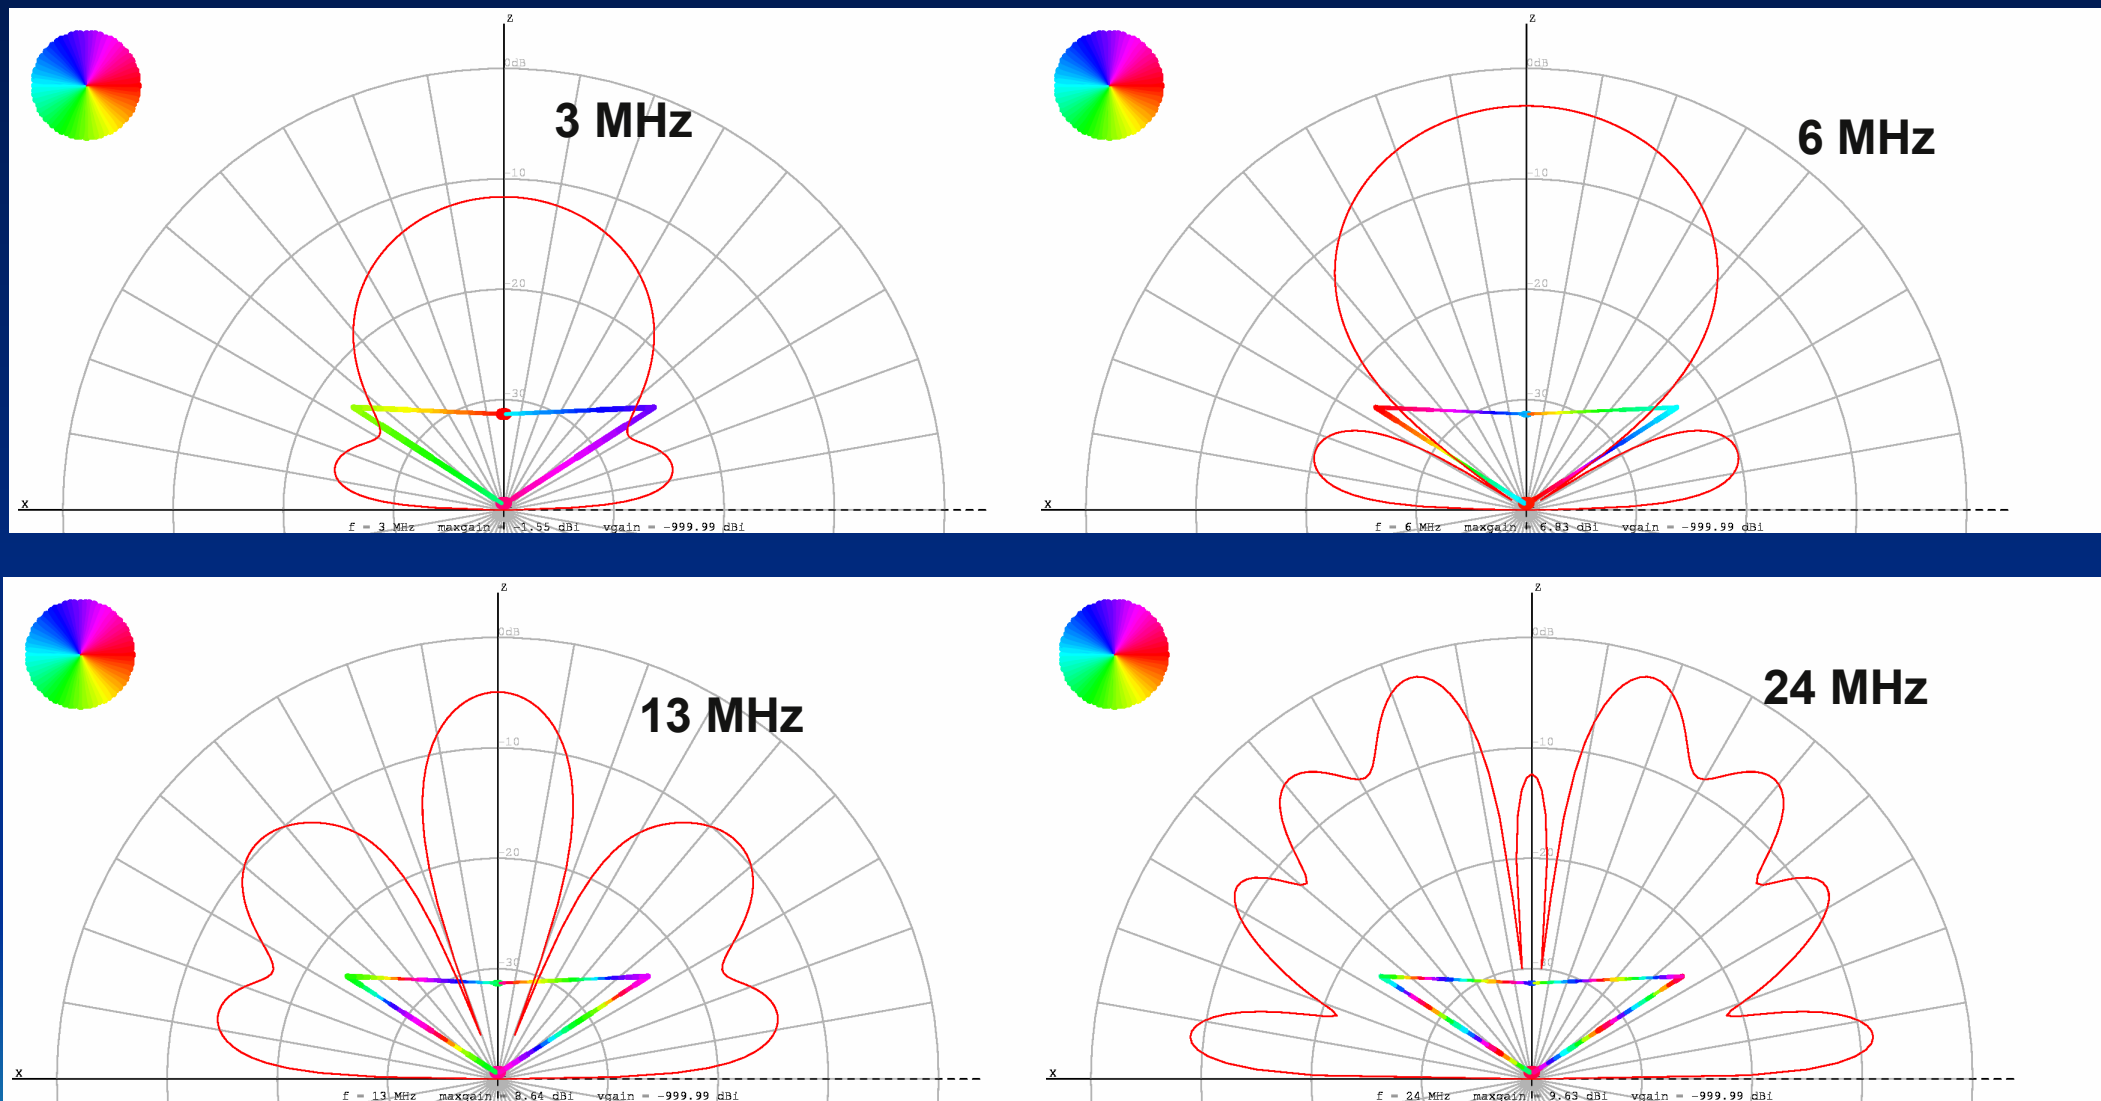 z
0dB
3 MHz
-10
-20
-30
x
f = 3 MHz maxgain = -1.55 dBi vgain = -999.99 dBi
z
0dB
6 MHz
-10
-20
-30
x
f = 6 MHz maxgain = 6.83 dBi vgain = -999.99 dBi
z
0dB
13 MHz
-10
-20
-30
x
f = 13 MHz maxgain = 8.64 dBi vgain = -999.99 dBi
z
0dB
24 MHz
-10
-20
-30
x
f = 24 MHz maxgain = 9.63 dBi vgain = -999.99 dBi